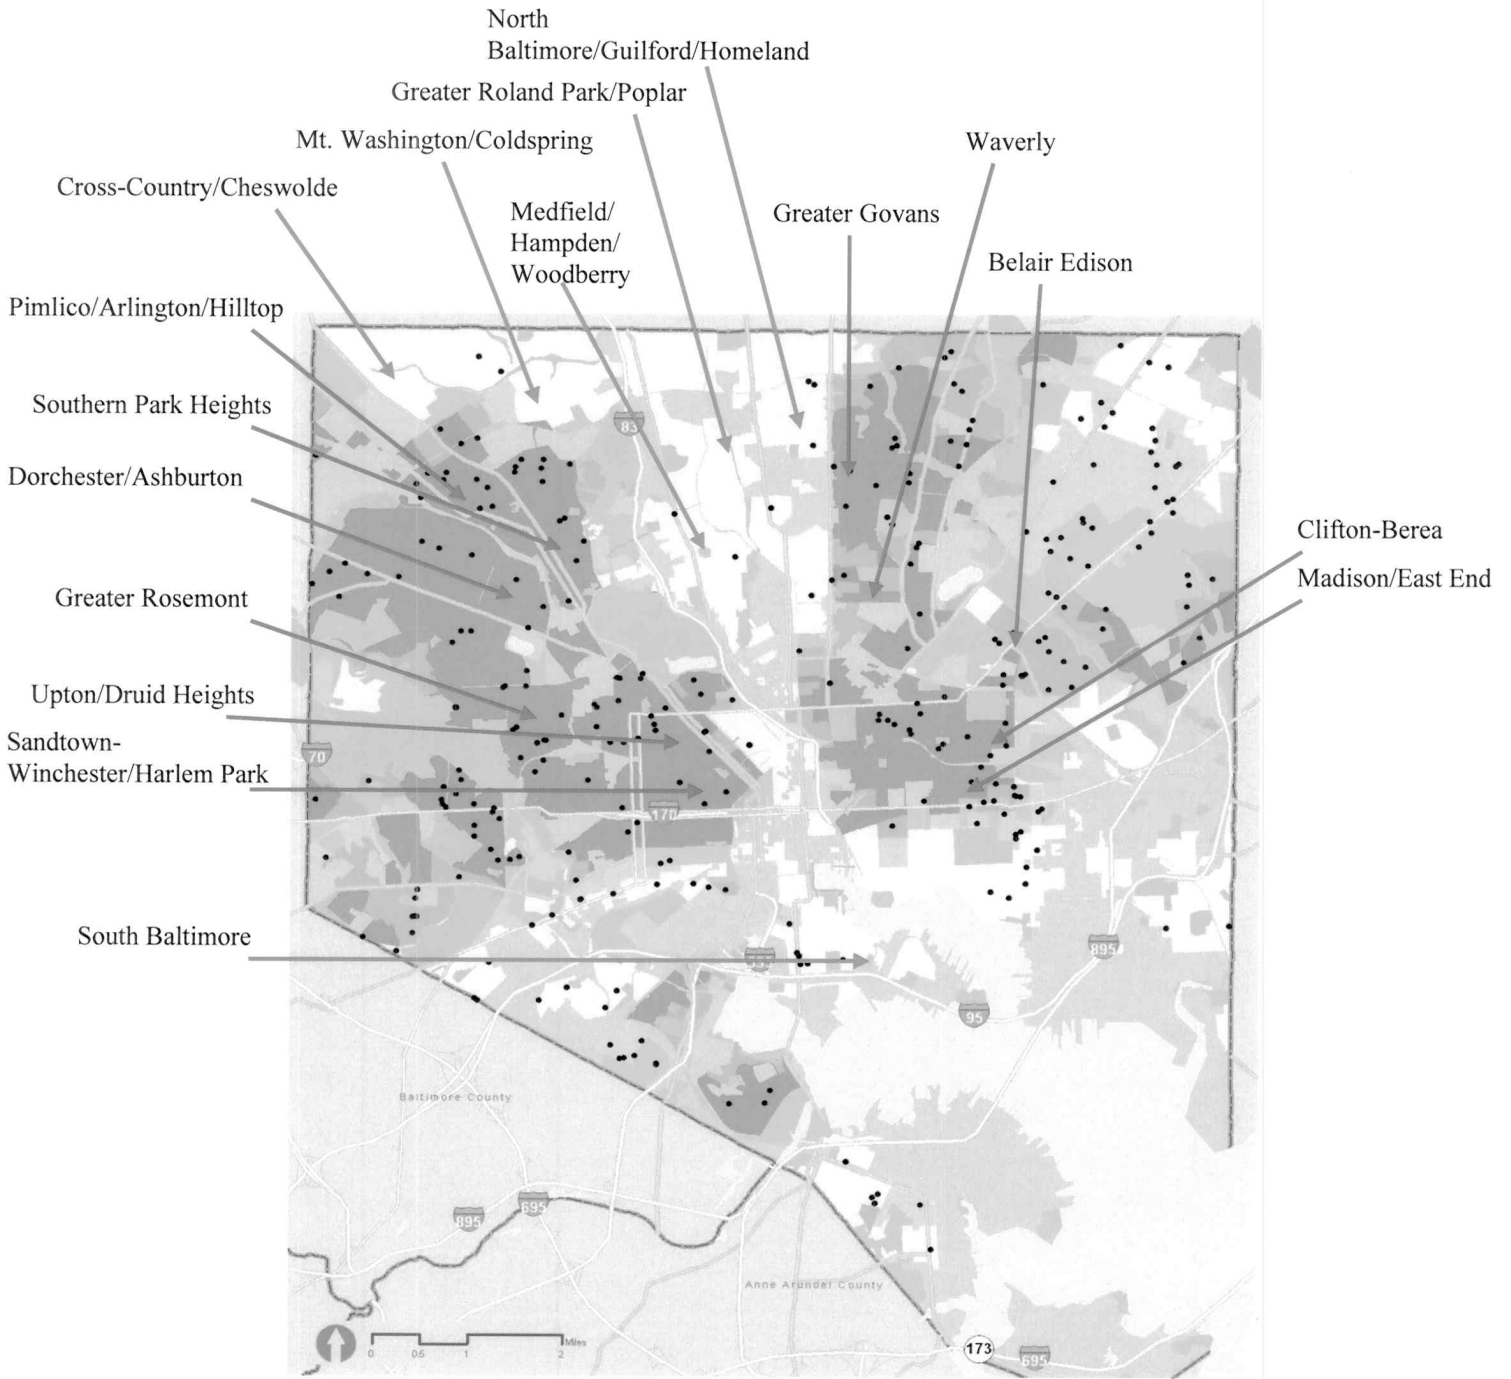 North
Baltimore/Guilford/Homeland
Greater Roland Park/Poplar
Mt. Washington/Coldspring
Waverly
Cross-Country/Cheswolde
Medfield/
Hampden/
Woodberry
Greater Govans
Belair Edison
Pimlico/Arlington/Hilltop
Southern Park Heights
83
Dorchester/Ashburton
Clifton-Berea
Madison/East End
Greater Rosemont
Upton/Druid Heights
Sandtown-
Winchester/Harlem Park
70
170
South Baltimore
895
95
Baltimore County
895
695
Anne Arundel County
173
695
Miles
0 0.5 1 2